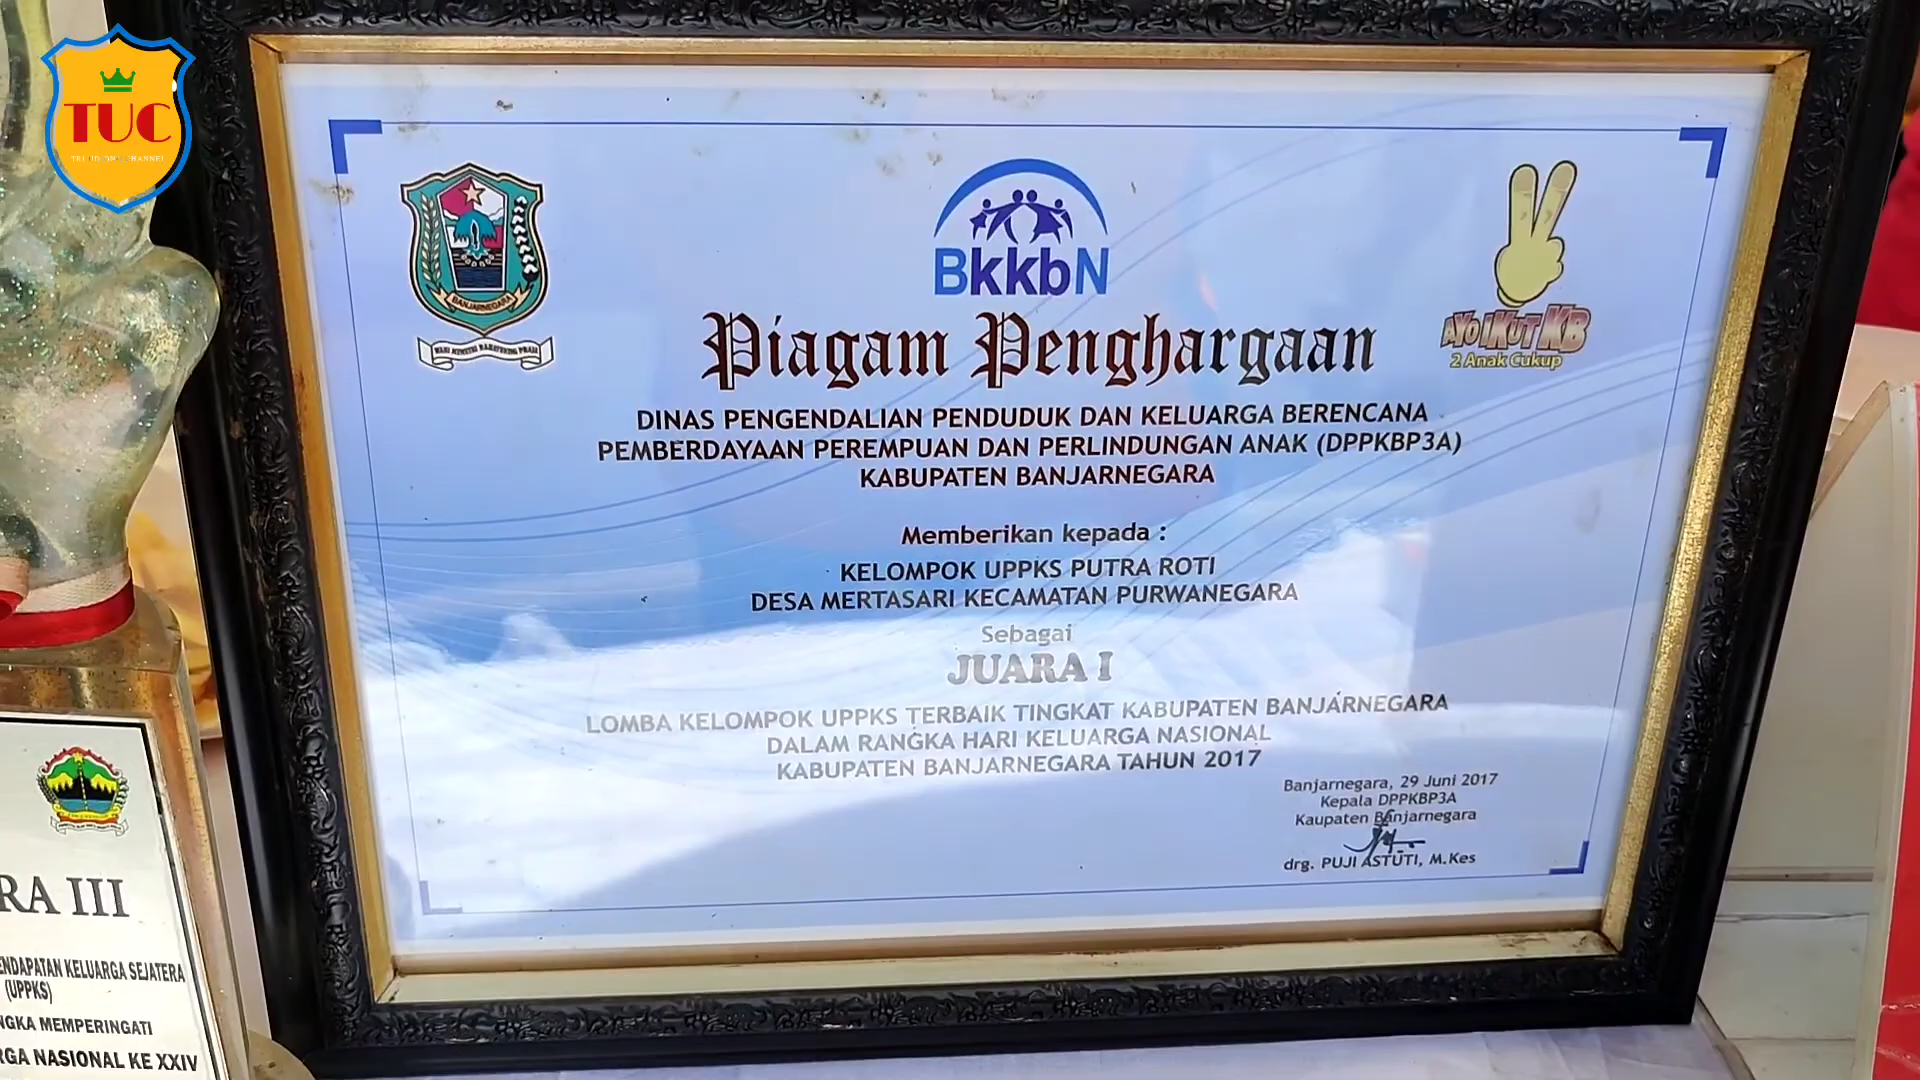 TUC
BANJARNEGARA
BkkbN
AYO IKUT KB
2 Anak Cukup
Piagam Penghargaan
DINAS PENGENDALIAN PENDUDUK DAN KELUARGA BERENCANA
PEMBERDAYAAN PEREMPUAN DAN PERLINDUNGAN ANAK (DPPKBP3A)
KABUPATEN BANJARNEGARA
Memberikan kepada :
KELOMPOK UPPKS PUTRA ROTI
DESA MERTASARI KECAMATAN PURWANEGARA
Sebagai
JUARA I
LOMBA KELOMPOK UPPKS TERBAIK TINGKAT KABUPATEN BANJARNEGARA
DALAM RANGKA HARI KELUARGA NASIONAL
KABUPATEN BANJARNEGARA TAHUN 2017
Banjarnegara, 29 Juni 2017
Kepala DPPKBP3A
Kaupaten Banjarnegara
drg. PUJI ASTUTI, M.Kes
RA III
ENDAPATAN KELUARGA SEJATERA
(UPPKS)
NGKA MEMPERINGATI
RGA NASIONAL KE XXIV